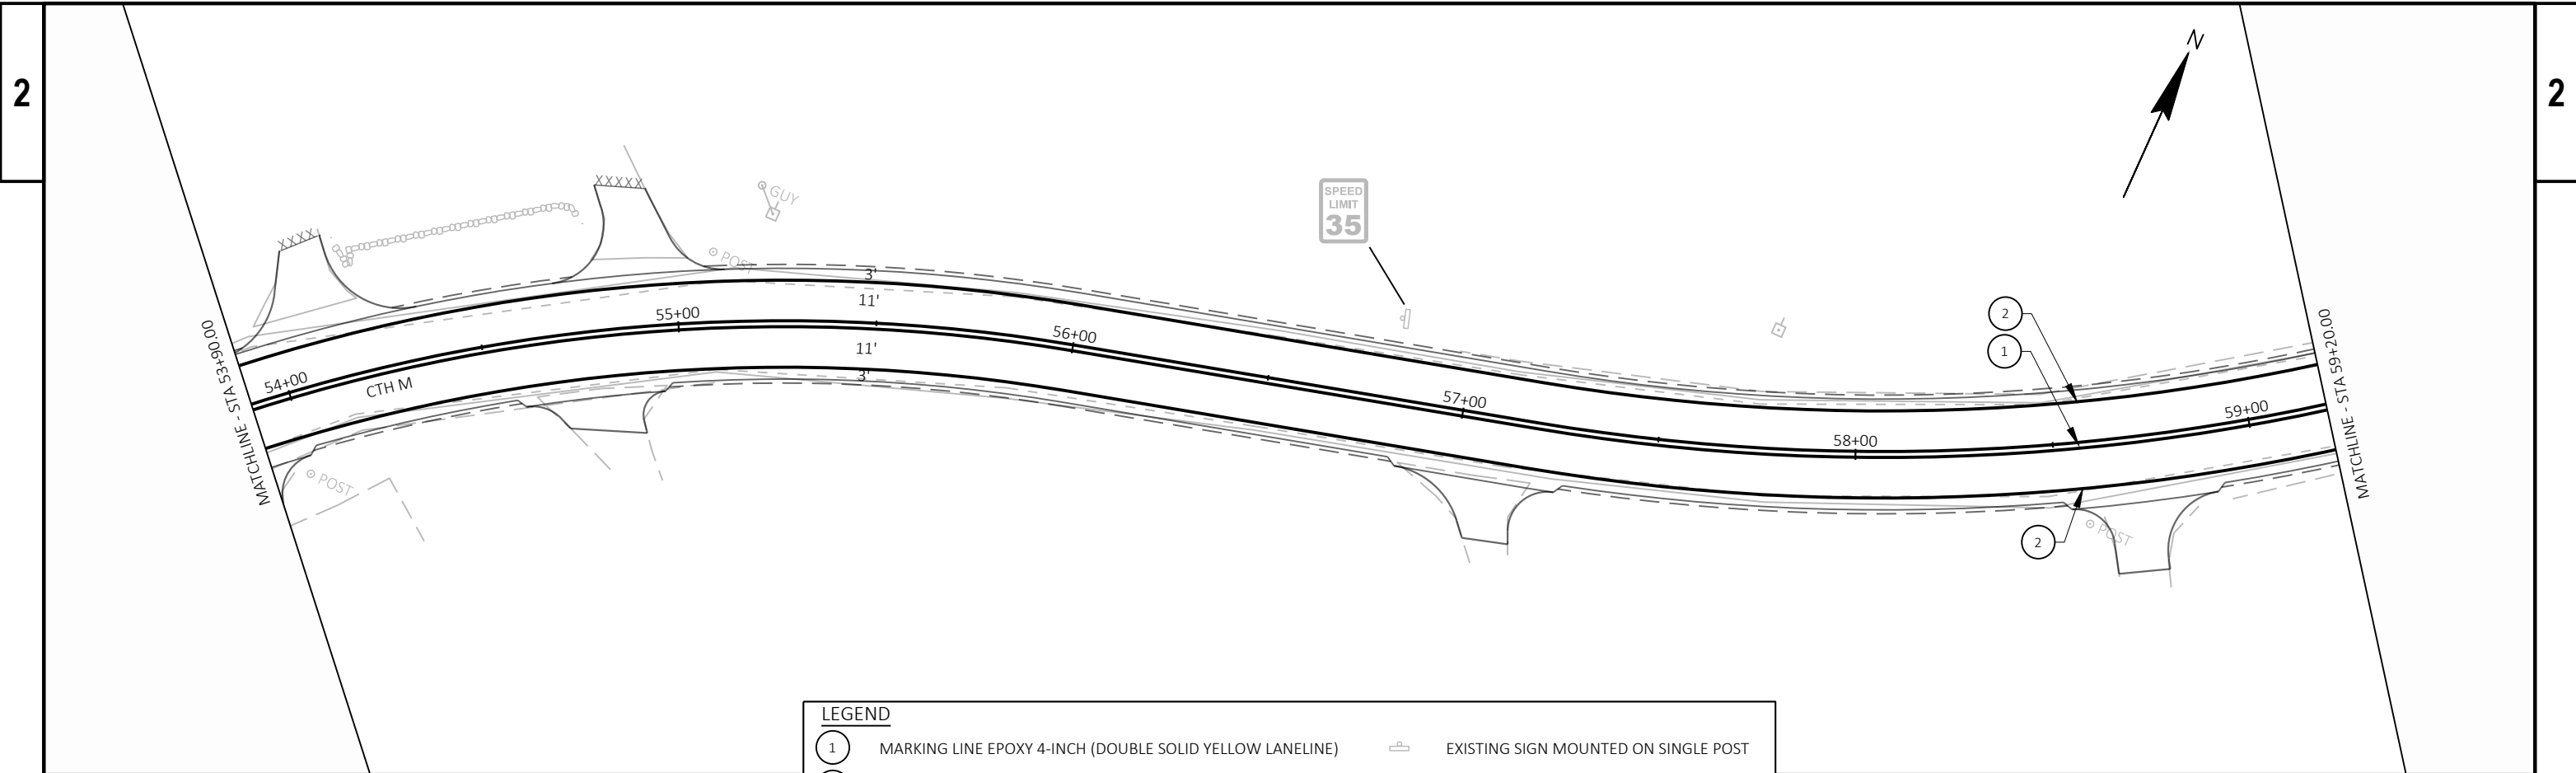 2
2
N
GUY
POST
SPEED
LIMIT
35
3'
11'
11'
3'
54+00
55+00
56+00
57+00
58+00
59+00
CTH M
MATCHLINE - STA 53+90.00
MATCHLINE - STA 59+20.00
2
1
2
POST
POST
LEGEND
1 MARKING LINE EPOXY 4-INCH (DOUBLE SOLID YELLOW LANELINE) EXISTING SIGN MOUNTED ON SINGLE POST